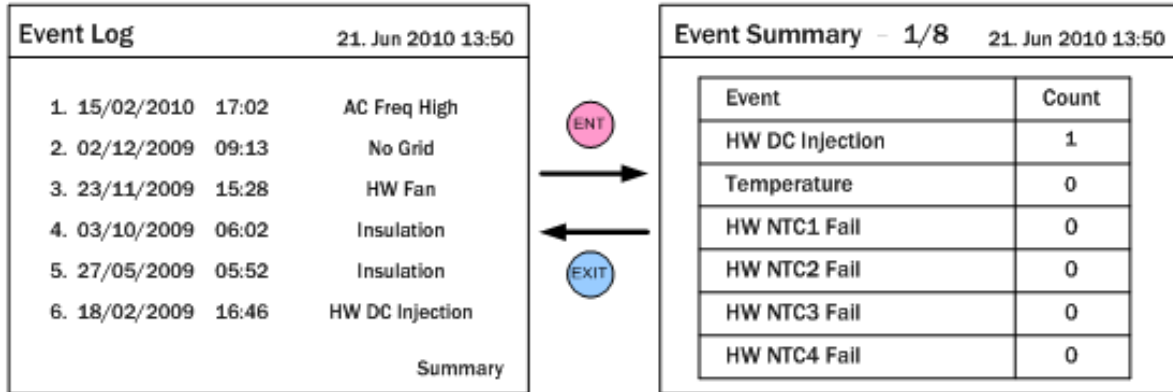 Event Log 21. Jun 2010 13:50
1. 15/02/2010 17:02 AC Freq High
2. 02/12/2009 09:13 No Grid
3. 23/11/2009 15:28 HW Fan
4. 03/10/2009 06:02 Insulation
5. 27/05/2009 05:52 Insulation
6. 18/02/2009 16:46 HW DC Injection
Summary
ENT
EXIT
Event Summary - 1/8 21. Jun 2010 13:50
Event Count
HW DC Injection 1
Temperature 0
HW NTC1 Fail 0
HW NTC2 Fail 0
HW NTC3 Fail 0
HW NTC4 Fail 0